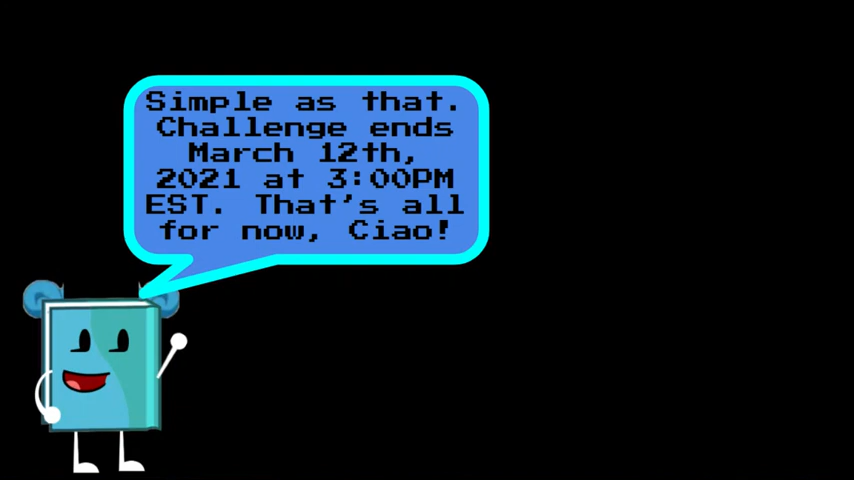 Simple as that.
Challenge ends
March 12th,
2021 at 3:00PM
EST. That's all
for now, Ciao!